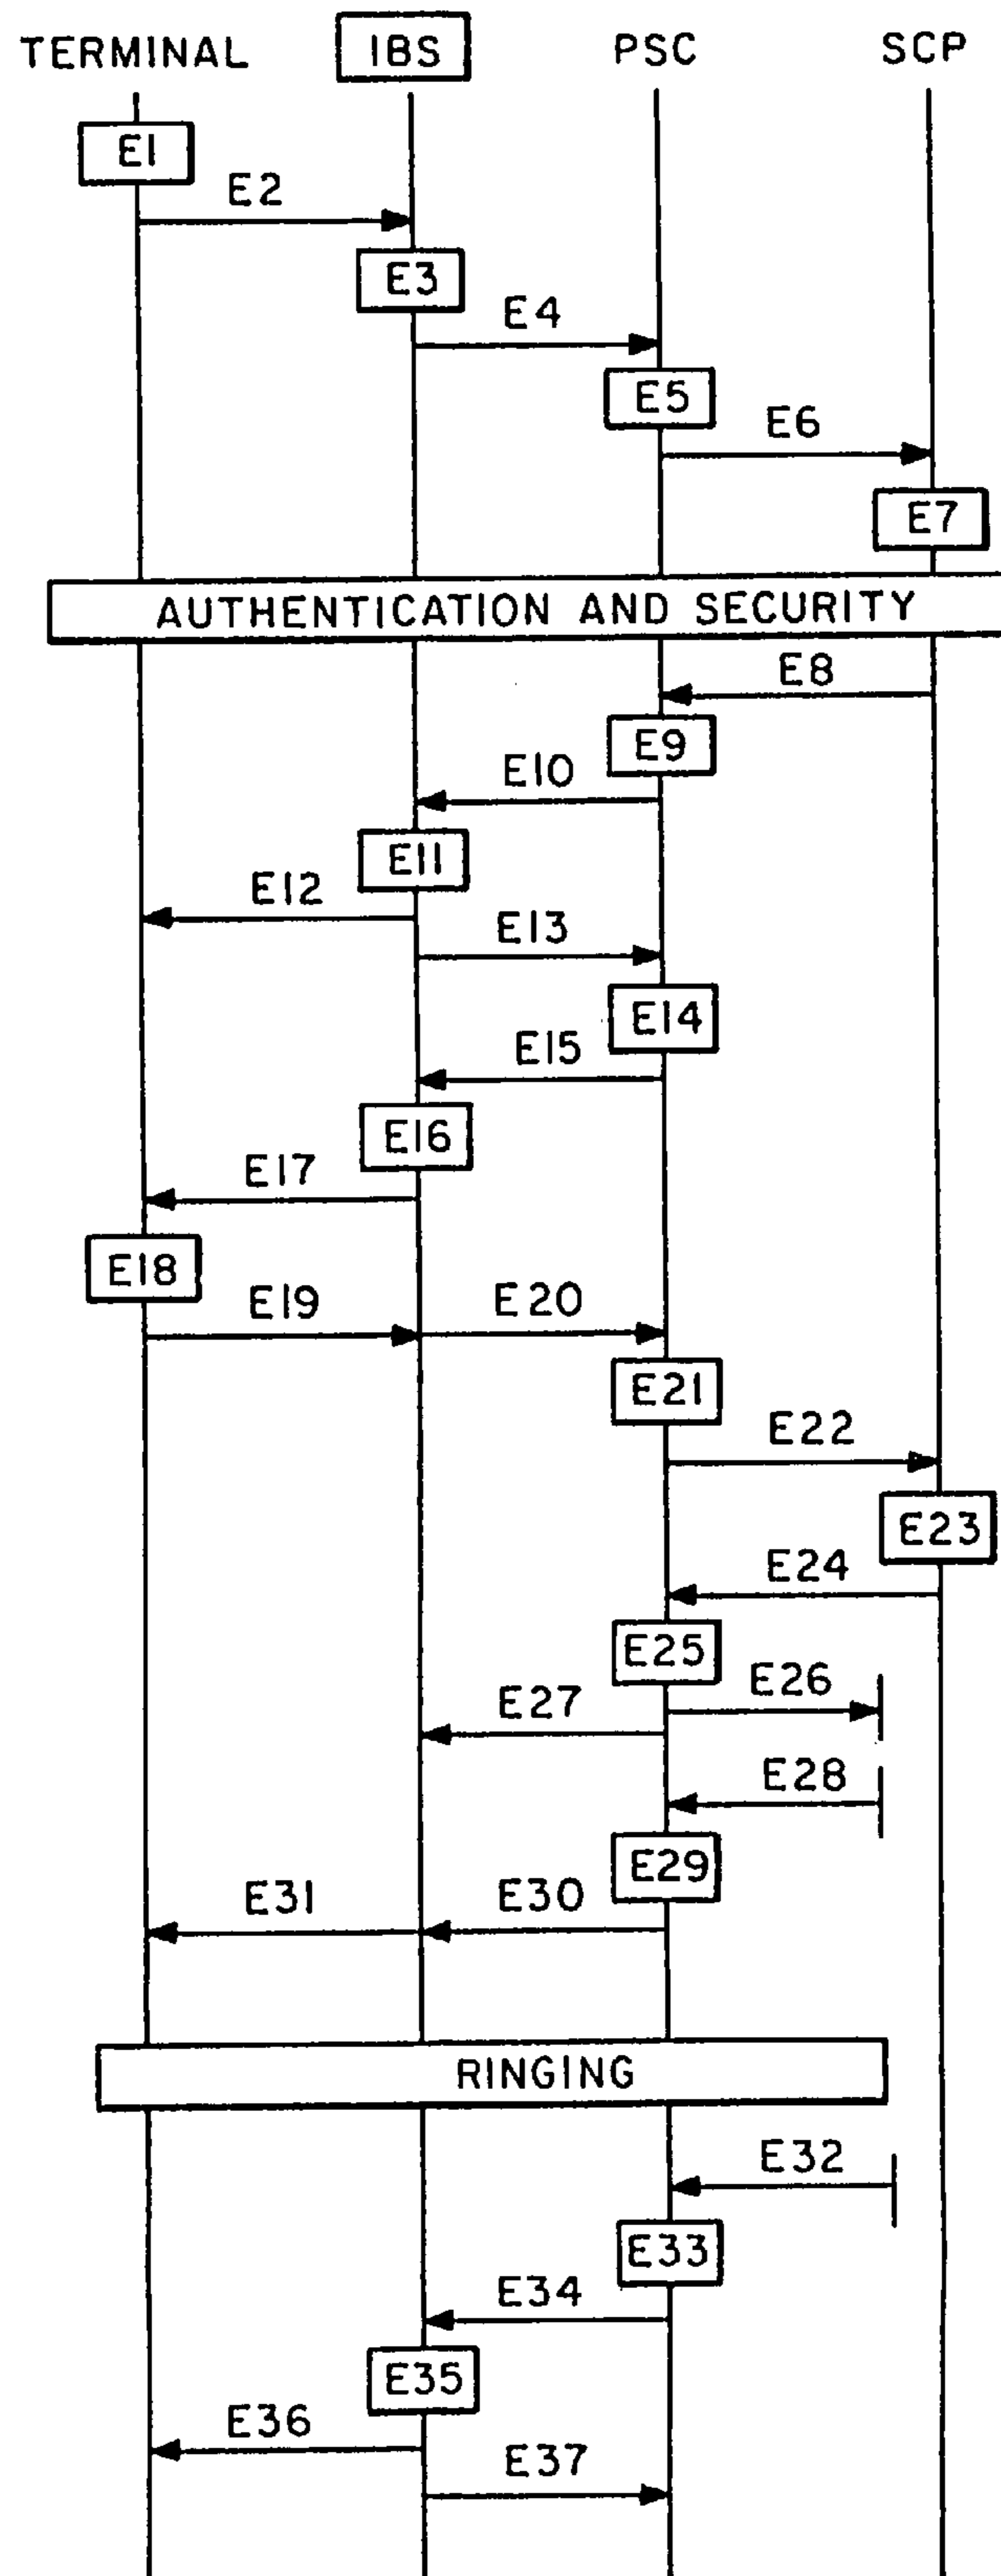 TERMINAL IBS PSC SCP
E1
E2
E3
E4
E5
E6
E7
AUTHENTICATION AND SECURITY
E8
E9
E10
E11
E12
E13
E14
E15
E16
E17
E18
E19 E20
E21
E22
E23
E24
E25
E26
E27
E28
E29
E31 E30
RINGING
E32
E33
E34
E35
E36
E37